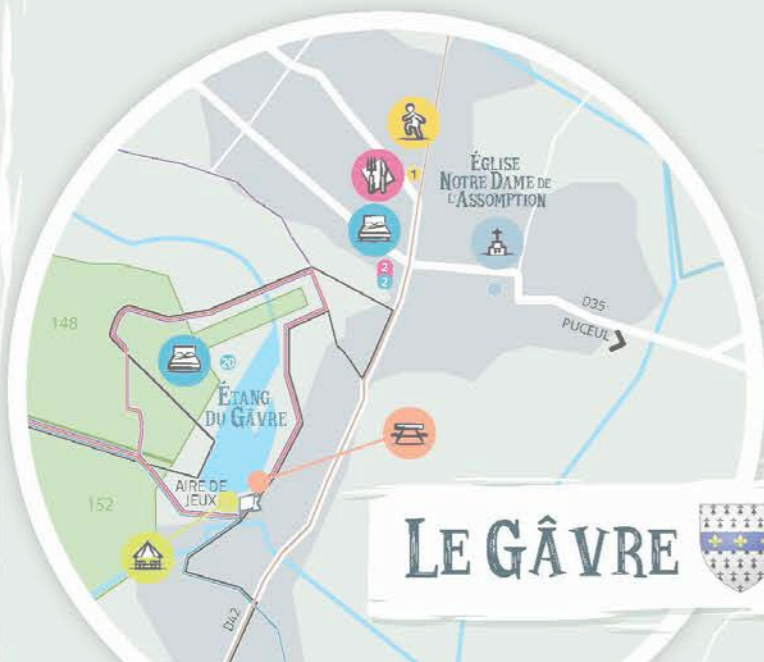 1
ÉGLISE
NOTRE DAME DE
L'ASSOMPTION
2
2
D35
PUCEUL
148
20
ÉTANG
DU GÂVRE
AIRE DE
JEUX
152
LE GÂVRE
D42